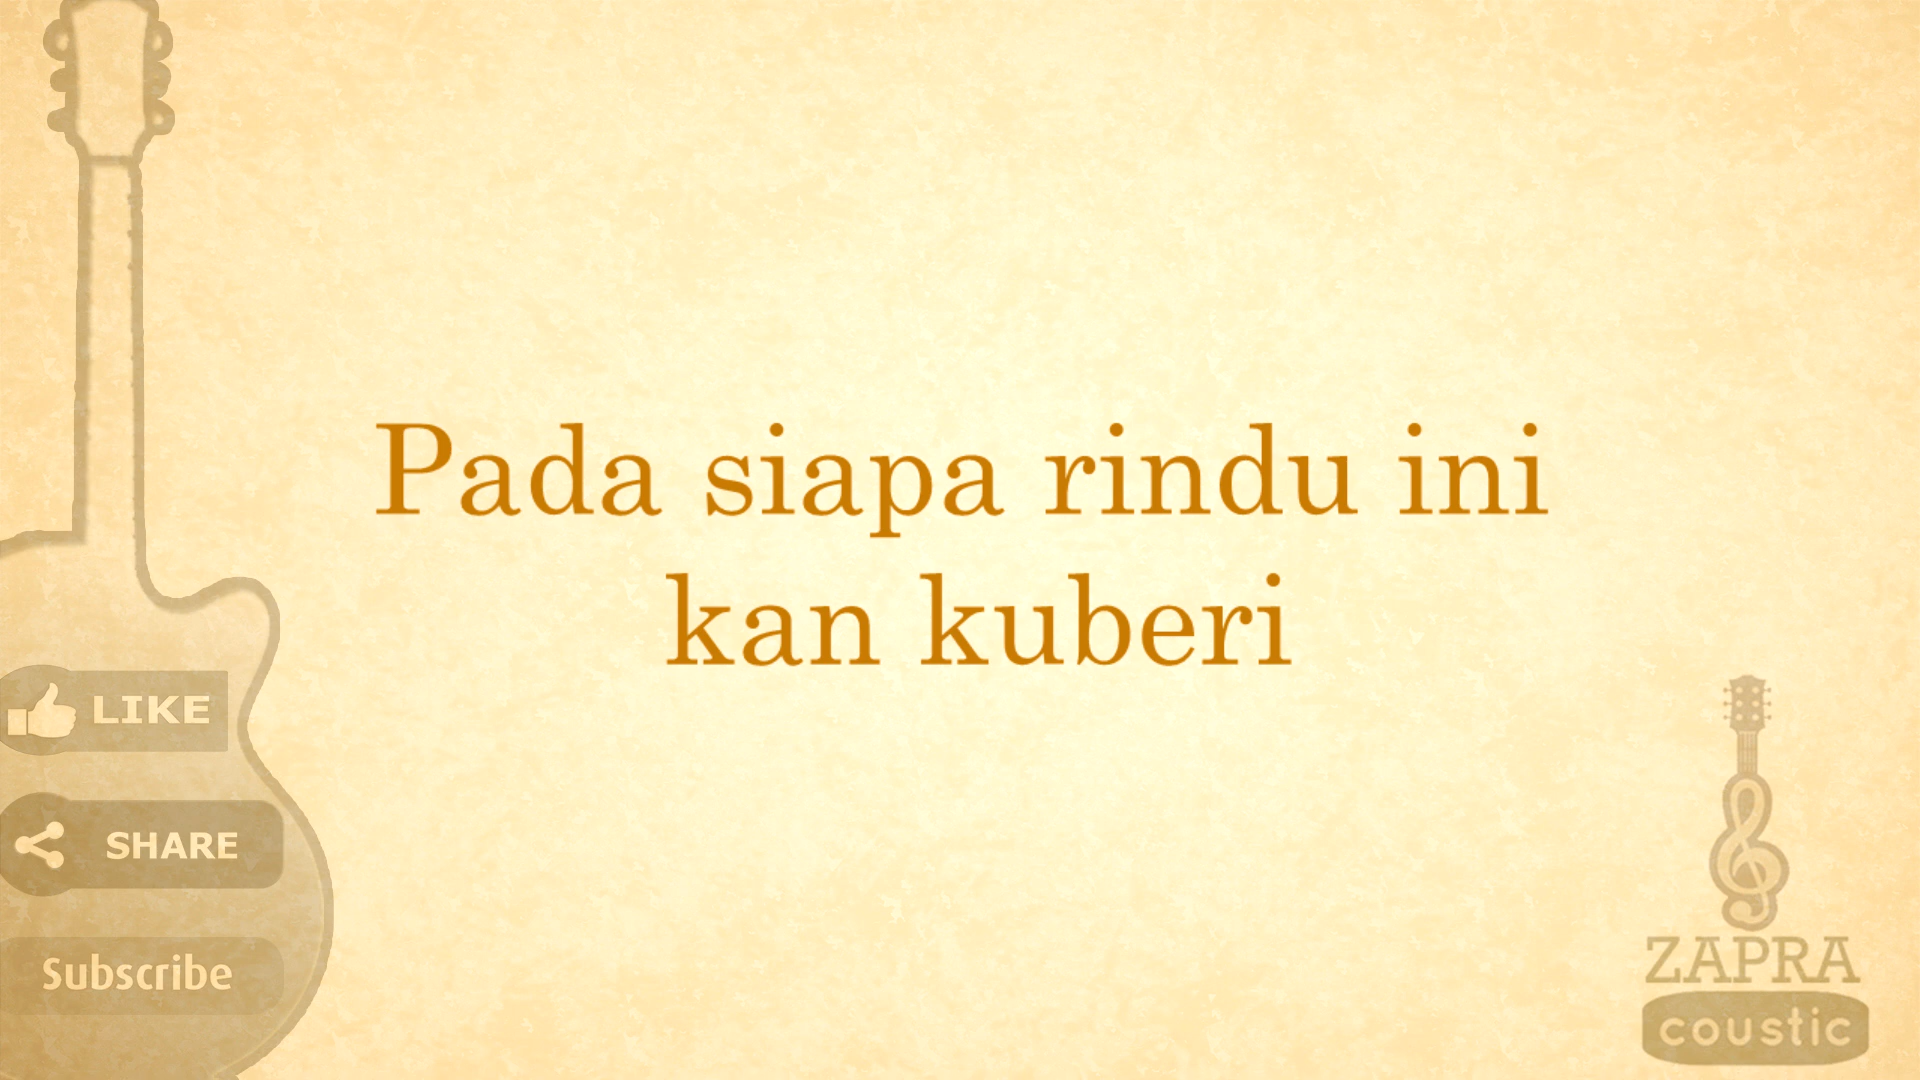 Pada siapa rindu ini
kan kuberi
LIKE
SHARE
Subscribe
ZAPRA
coustic